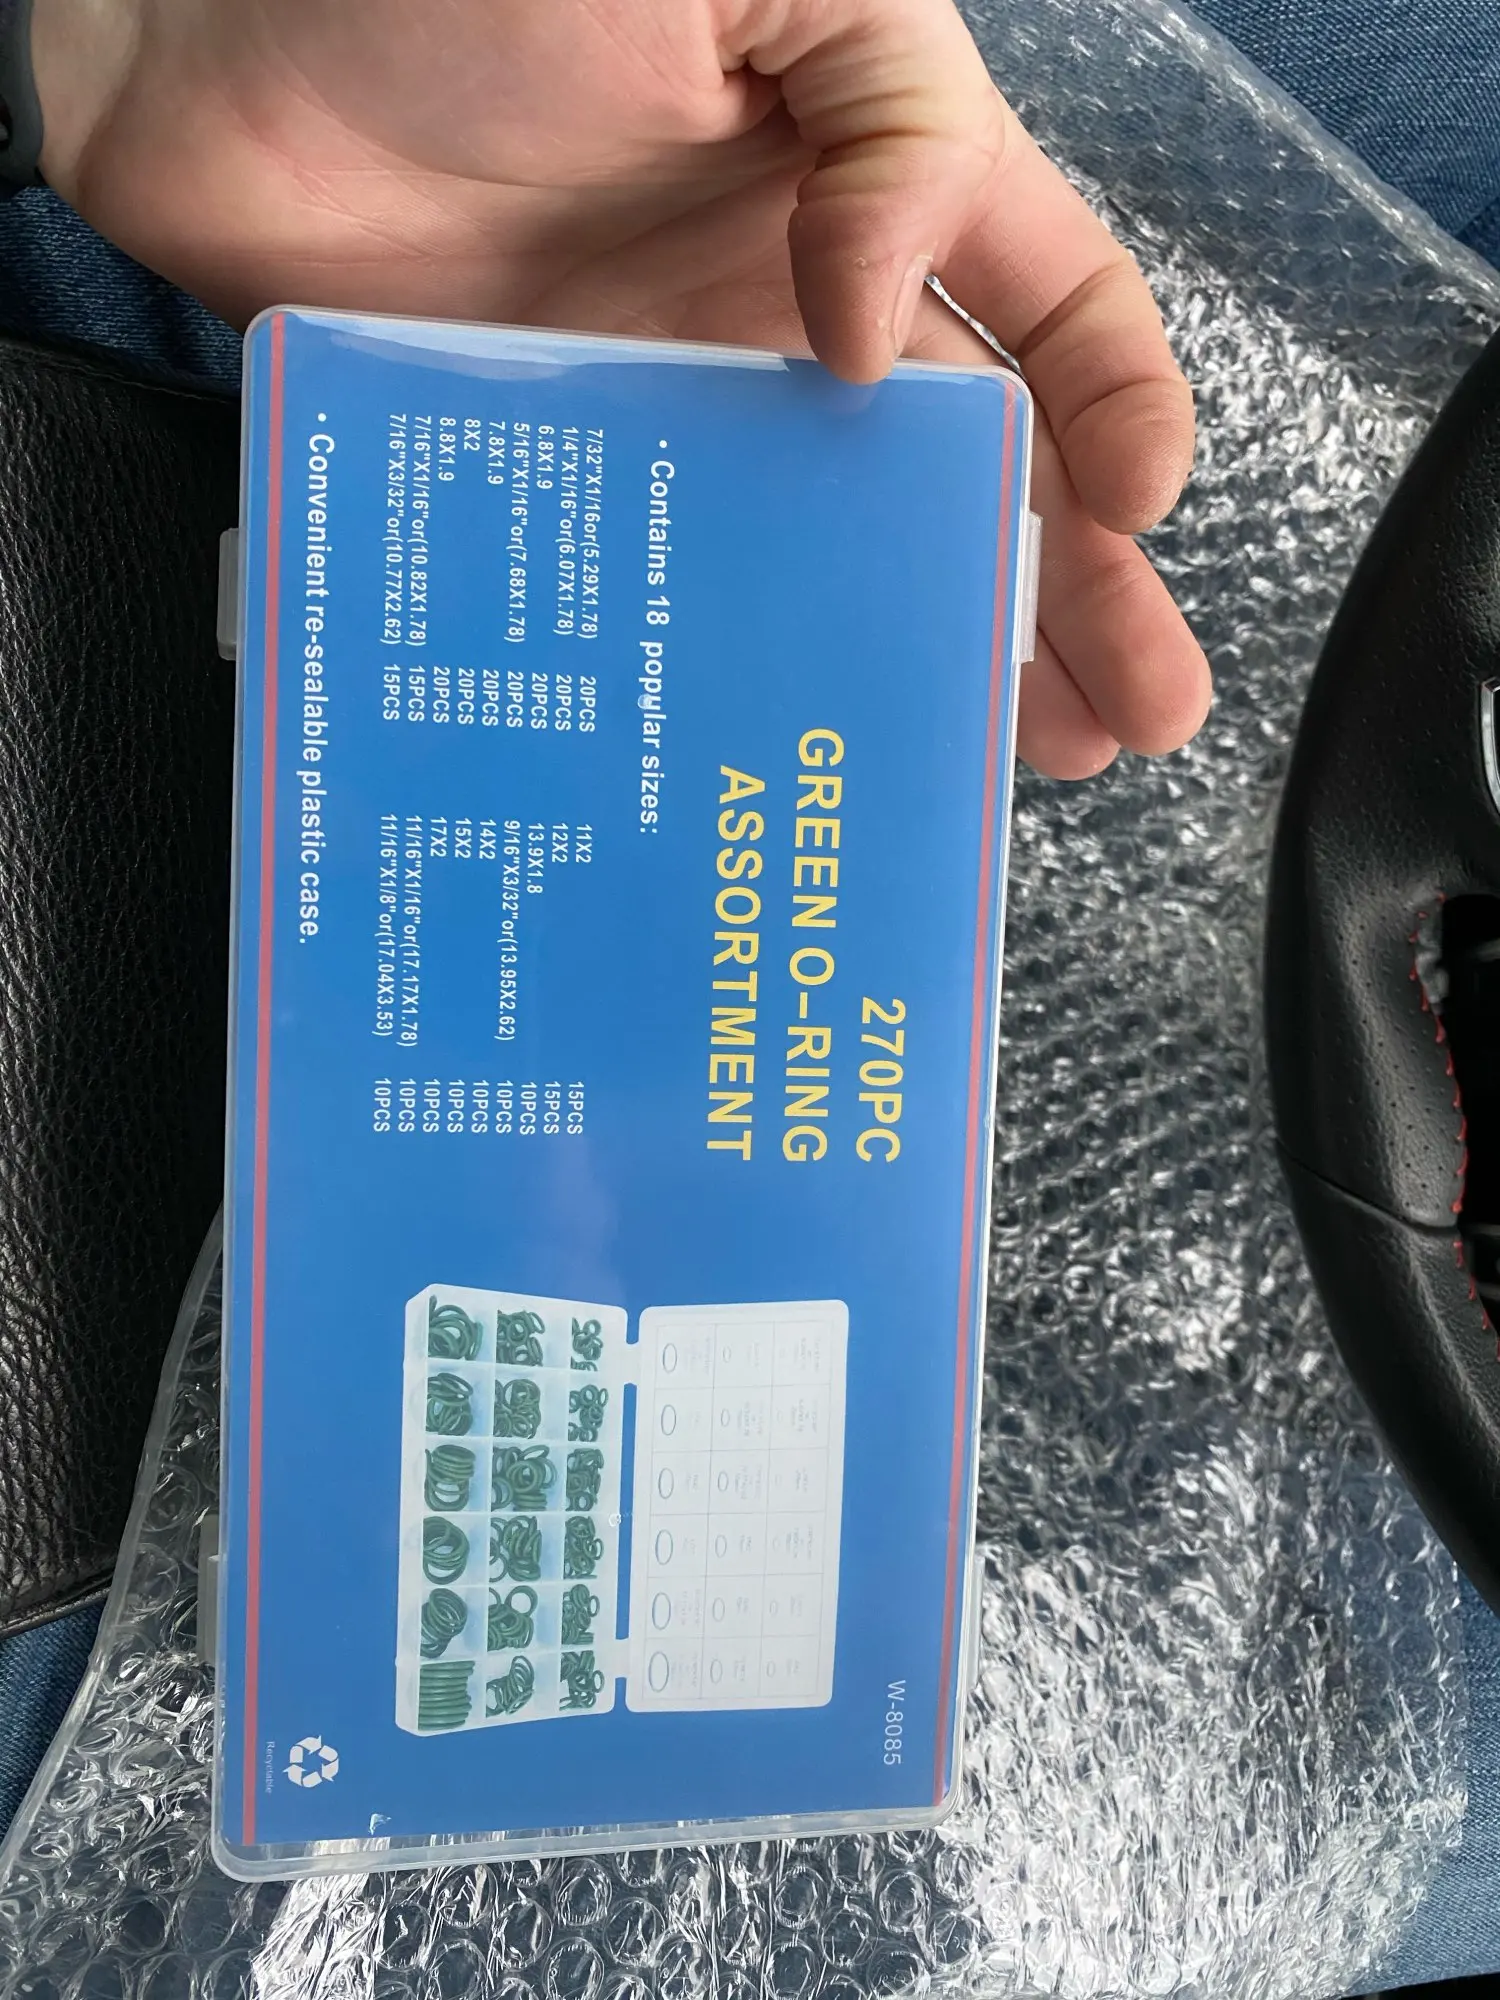 270PC
GREEN O-RING
ASSORTMENT
W-8085
• Contains 18 popular sizes:
7/32"X1/16or(5.29X1.78) 20PCS
1/4"X1/16"or(6.07X1.78) 20PCS
6.8X1.9 20PCS
5/16"X1/16"or(7.68X1.78) 20PCS
7.8X1.9 20PCS
8X2 20PCS
8.8X1.9 20PCS
7/16"X1/16"or(10.82X1.78) 15PCS
7/16"X3/32"or(10.77X2.62) 15PCS
11X2 15PCS
12X2 15PCS
13.9X1.8 10PCS
9/16"X3/32"or(13.95X2.62) 10PCS
14X2 10PCS
15X2 10PCS
17X2 10PCS
11/16"X1/16"or(17.17X1.78) 10PCS
11/16"X1/8"or(17.04X3.53) 10PCS
• Convenient re-sealable plastic case.
Recyclable